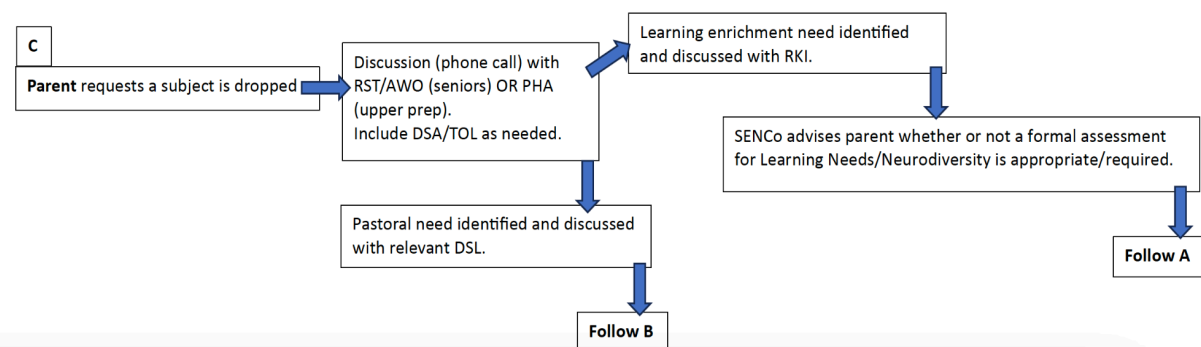 C
Parent requests a subject is dropped
Discussion (phone call) with
RST/AWO (seniors) OR PHA
(upper prep).
Include DSA/TOL as needed.
Learning enrichment need identified
and discussed with RKI.
SENCo advises parent whether or not a formal assessment
for Learning Needs/Neurodiversity is appropriate/required.
Follow A
Pastoral need identified and discussed
with relevant DSL.
Follow B